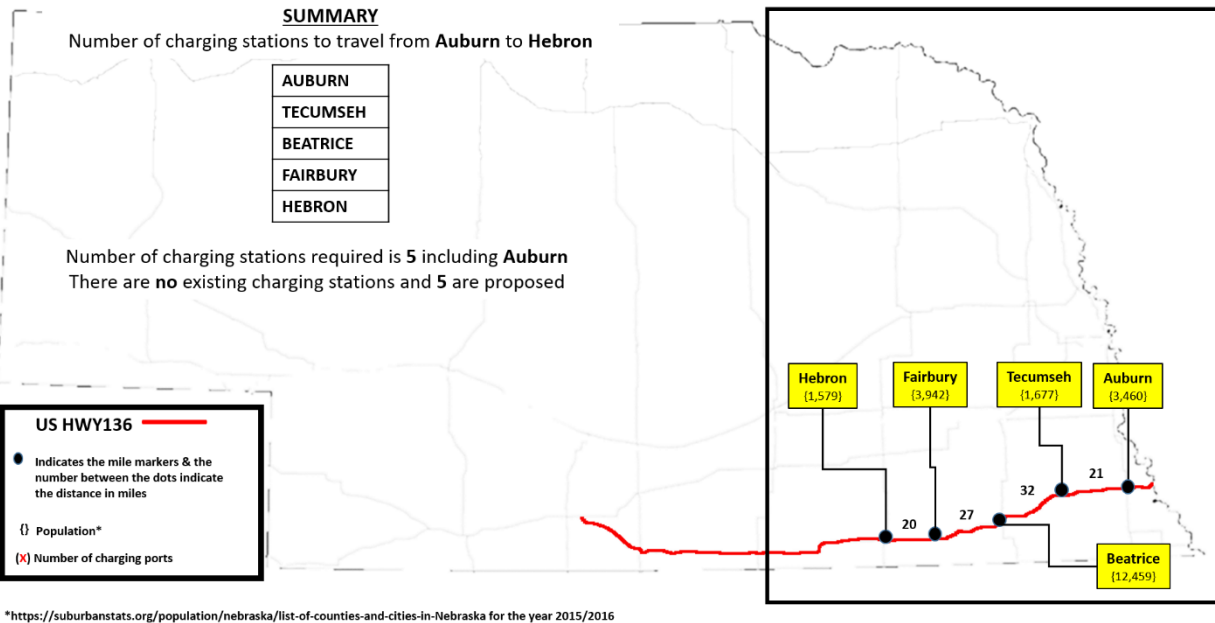 SUMMARY
Number of charging stations to travel from Auburn to Hebron
AUBURN
TECUMSEH
BEATRICE
FAIRBURY
HEBRON
Number of charging stations required is 5 including Auburn
There are no existing charging stations and 5 are proposed
Hebron
{1,579}
Fairbury
{3,942}
Tecumseh
{1,677}
Auburn
{3,460}
21
32
27
20
Beatrice
{12,459}
US HWY136
Indicates the mile markers & the
number between the dots indicate
the distance in miles
{} Population*
(X) Number of charging ports
*https://suburbanstats.org/population/nebraska/list-of-counties-and-cities-in-Nebraska for the year 2015/2016